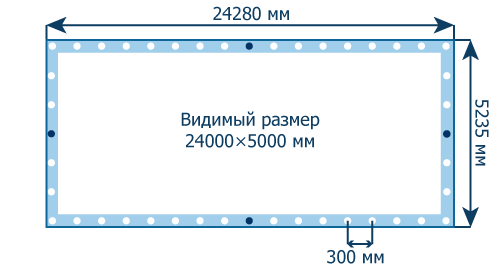 24280 мм
Видимый размер
24000×5000 мм
5235 мм
300 мм